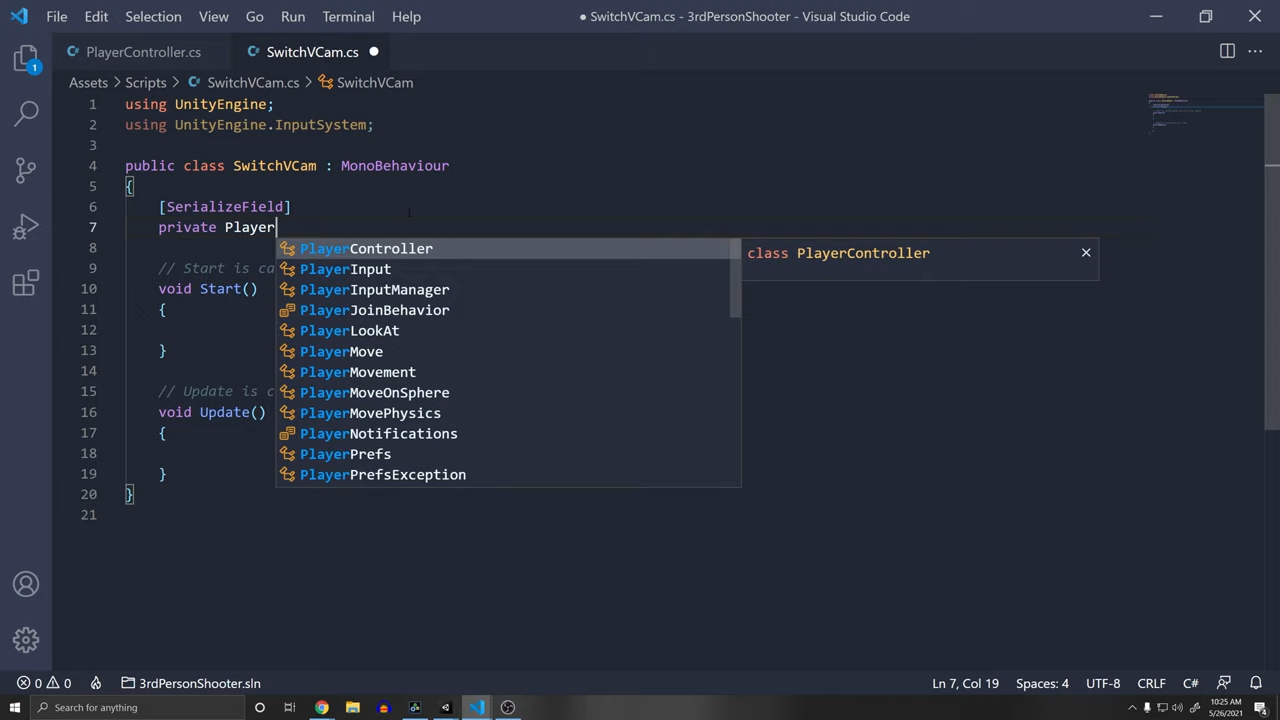 File Edit Selection View Go Run Terminal Help
● SwitchVCam.cs - 3rdPersonShooter - Visual Studio Code
PlayerController.cs SwitchVCam.cs
Assets > Scripts > SwitchVCam.cs > SwitchVCam
1 using UnityEngine;
2 using UnityEngine.InputSystem;
3
4 public class SwitchVCam : MonoBehaviour
5 {
6 [SerializeField]
7 private Player
8
9 // Start is ca
10 void Start()
11 {
12
13 }
14
15 // Update is c
16 void Update()
17 {
18
19 }
20 }
21
PlayerController
PlayerInput
PlayerInputManager
PlayerJoinBehavior
PlayerLookAt
PlayerMove
PlayerMovement
PlayerMoveOnSphere
PlayerMovePhysics
PlayerNotifications
PlayerPrefs
PlayerPrefsException
class PlayerController
1
0 0 3rdPersonShooter.sln Ln 7, Col 19 Spaces: 4 UTF-8 CRLF C#
Search for anything
10:25 AM
5/26/2021
4